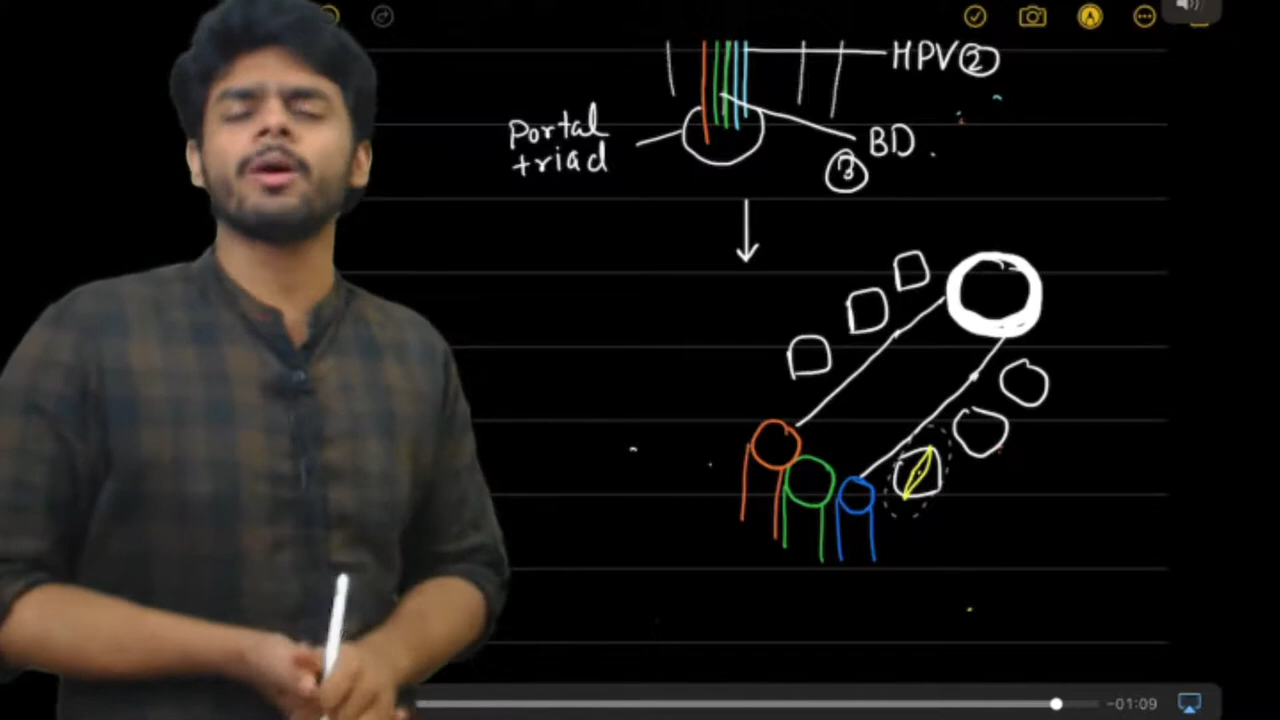 HPV ②
Portal
triad
BD .
③
-01:09